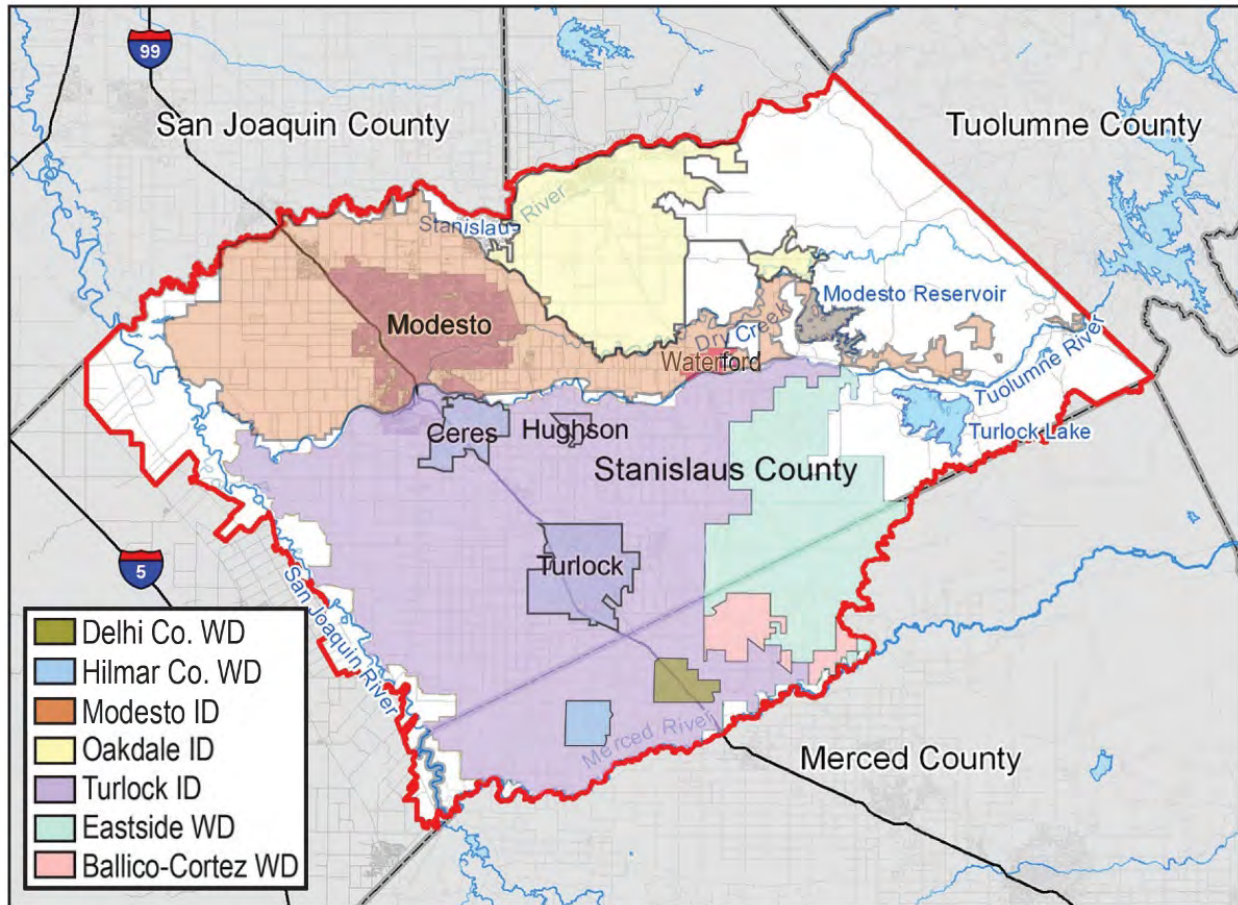 99
San Joaquin County
Tuolumne County
Stanislaus River
Modesto Reservoir
Modesto
Dry Creek
Waterford
Tuolumne River
Ceres
Hughson
Turlock Lake
Stanislaus County
Turlock
5
San Joaquin River
Merced River
Merced County
Delhi Co. WD
Hilmar Co. WD
Modesto ID
Oakdale ID
Turlock ID
Eastside WD
Ballico-Cortez WD